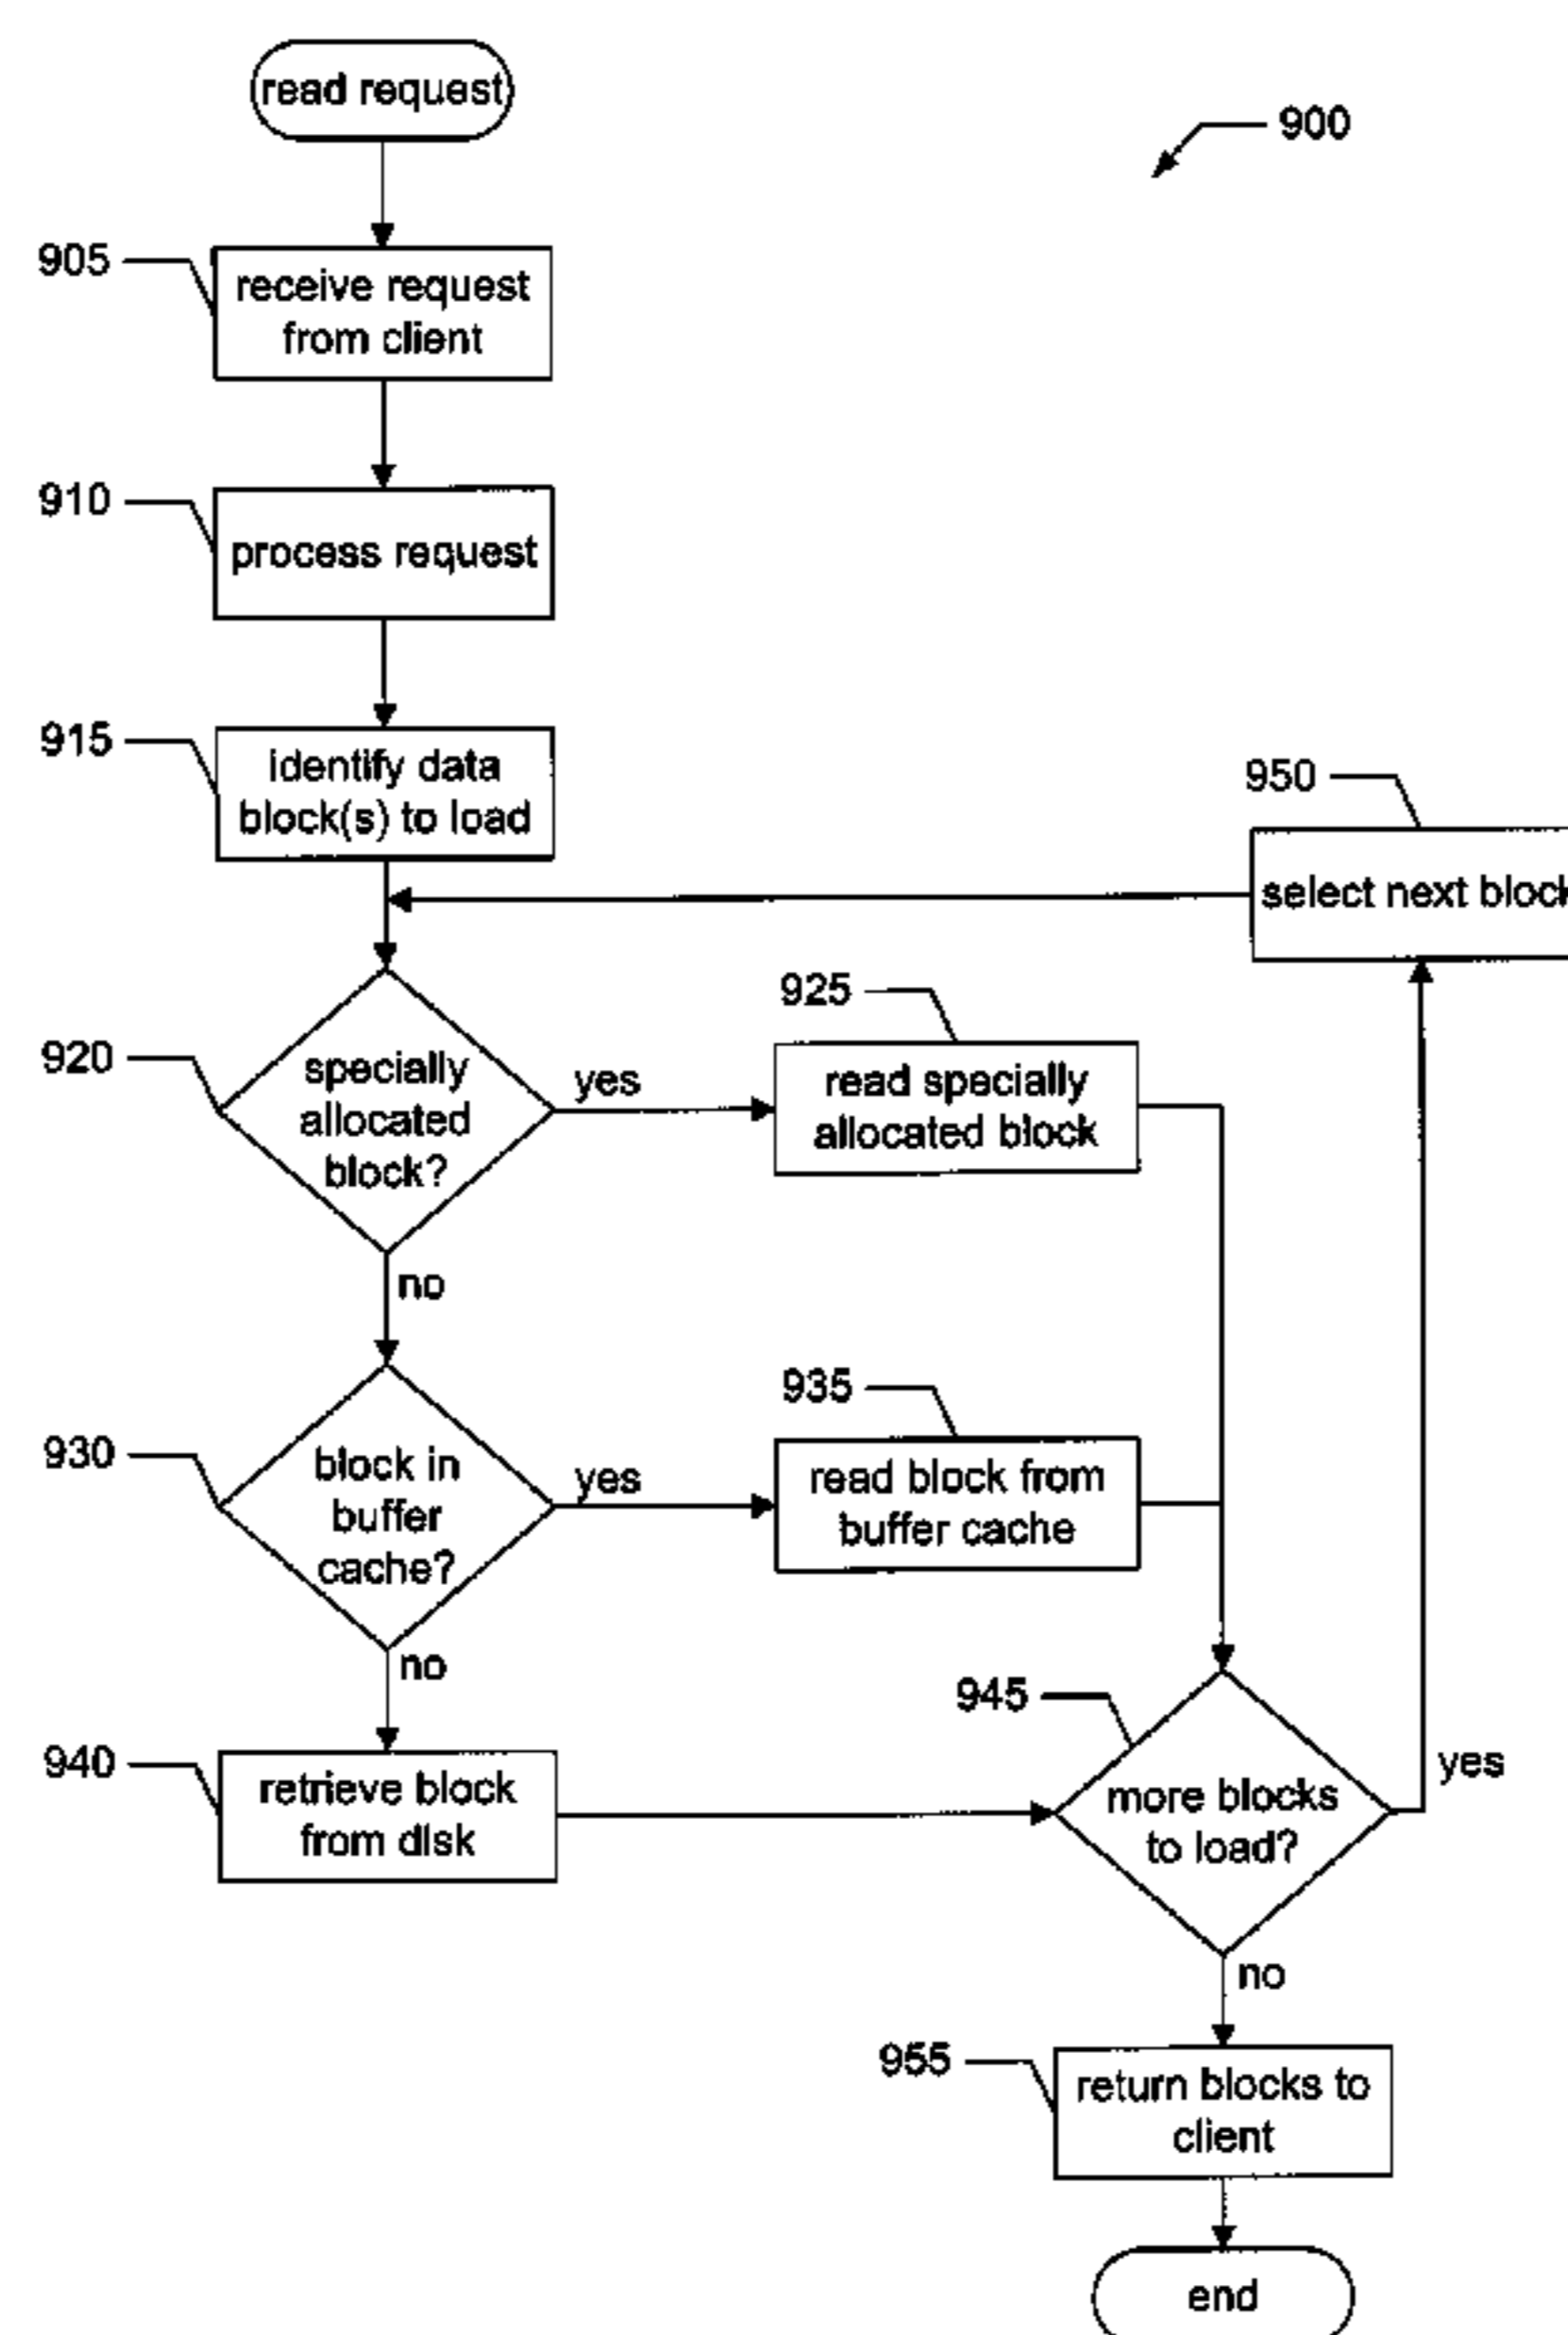 read request
900
905
receive request
from client
910
process request
915
identify data
block(s) to load
950
select next block
920
specially
allocated
block?
yes
925
read specially
allocated block
no
930
block in
buffer
cache?
yes
935
read block from
buffer cache
no
940
retrieve block
from disk
945
more blocks
to load?
yes
no
955
return blocks to
client
end